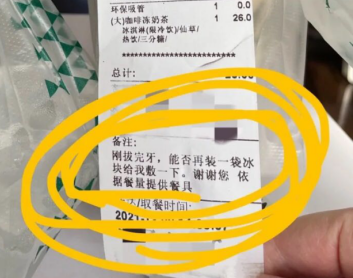 环保吸管 1 0.0
(大)咖啡冻奶茶 1 26.0
冰淇淋(限冷饮)/仙草/
热饮/三分糖/
****************************
总计:
备注:
刚拔完牙，能否再装一袋冰
块给我敷一下。谢谢您 依
据餐量提供餐具
/取餐时间: